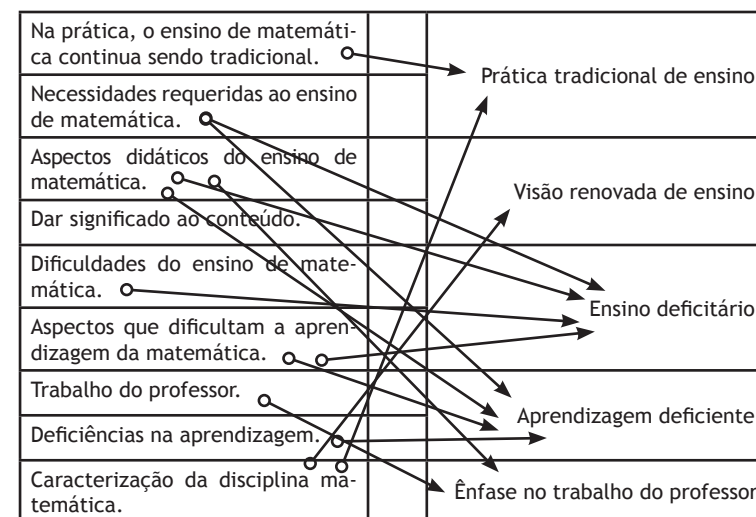 Na prática, o ensino de matemáti-
ca continua sendo tradicional.
Necessidades requeridas ao ensino
de matemática.
Aspectos didáticos do ensino de
matemática.
Dar significado ao conteúdo.
Dificuldades do ensino de mate-
mática.
Aspectos que dificultam a apren-
dizagem da matemática.
Trabalho do professor.
Deficiências na aprendizagem.
Caracterização da disciplina ma-
temática.
Prática tradicional de ensino
Visão renovada de ensino
Ensino deficitário
Aprendizagem deficiente
Ênfase no trabalho do professor